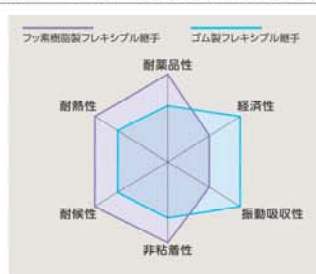 フッ素樹脂製フレキシブル継手 ゴム製フレキシブル継手
耐薬品性
耐熱性 経済性
耐候性 振動吸収性
非粘着性